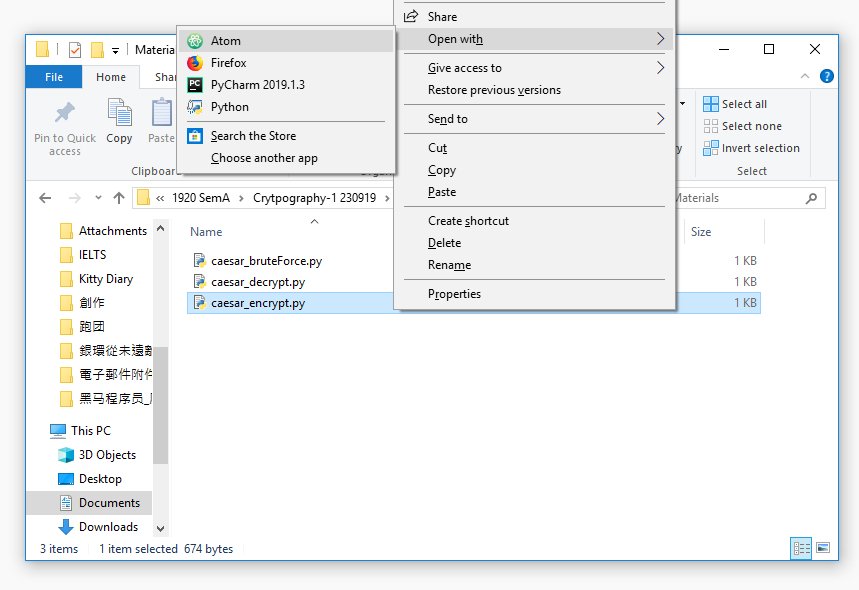 Share
Open with
Give access to
Restore previous versions
Send to
Cut
Copy
Paste
Create shortcut
Delete
Rename
Properties
Atom
Firefox
PyCharm 2019.1.3
Python
Search the Store
Choose another app
Materia
File
Home
Shar
Pin to Quick
access
Copy
Paste
Clipboard
Select all
Select none
Invert selection
Select
« 1920 SemA > Crytpography-1 230919 >
Materials
Attachments
IELTS
Kitty Diary
創作
跑团
銀環從未遠離
電子郵件附件
黑马程序员_
This PC
3D Objects
Desktop
Documents
Downloads
Name
Size
caesar_bruteForce.py
1 KB
caesar_decrypt.py
1 KB
caesar_encrypt.py
1 KB
3 items
1 item selected 674 bytes